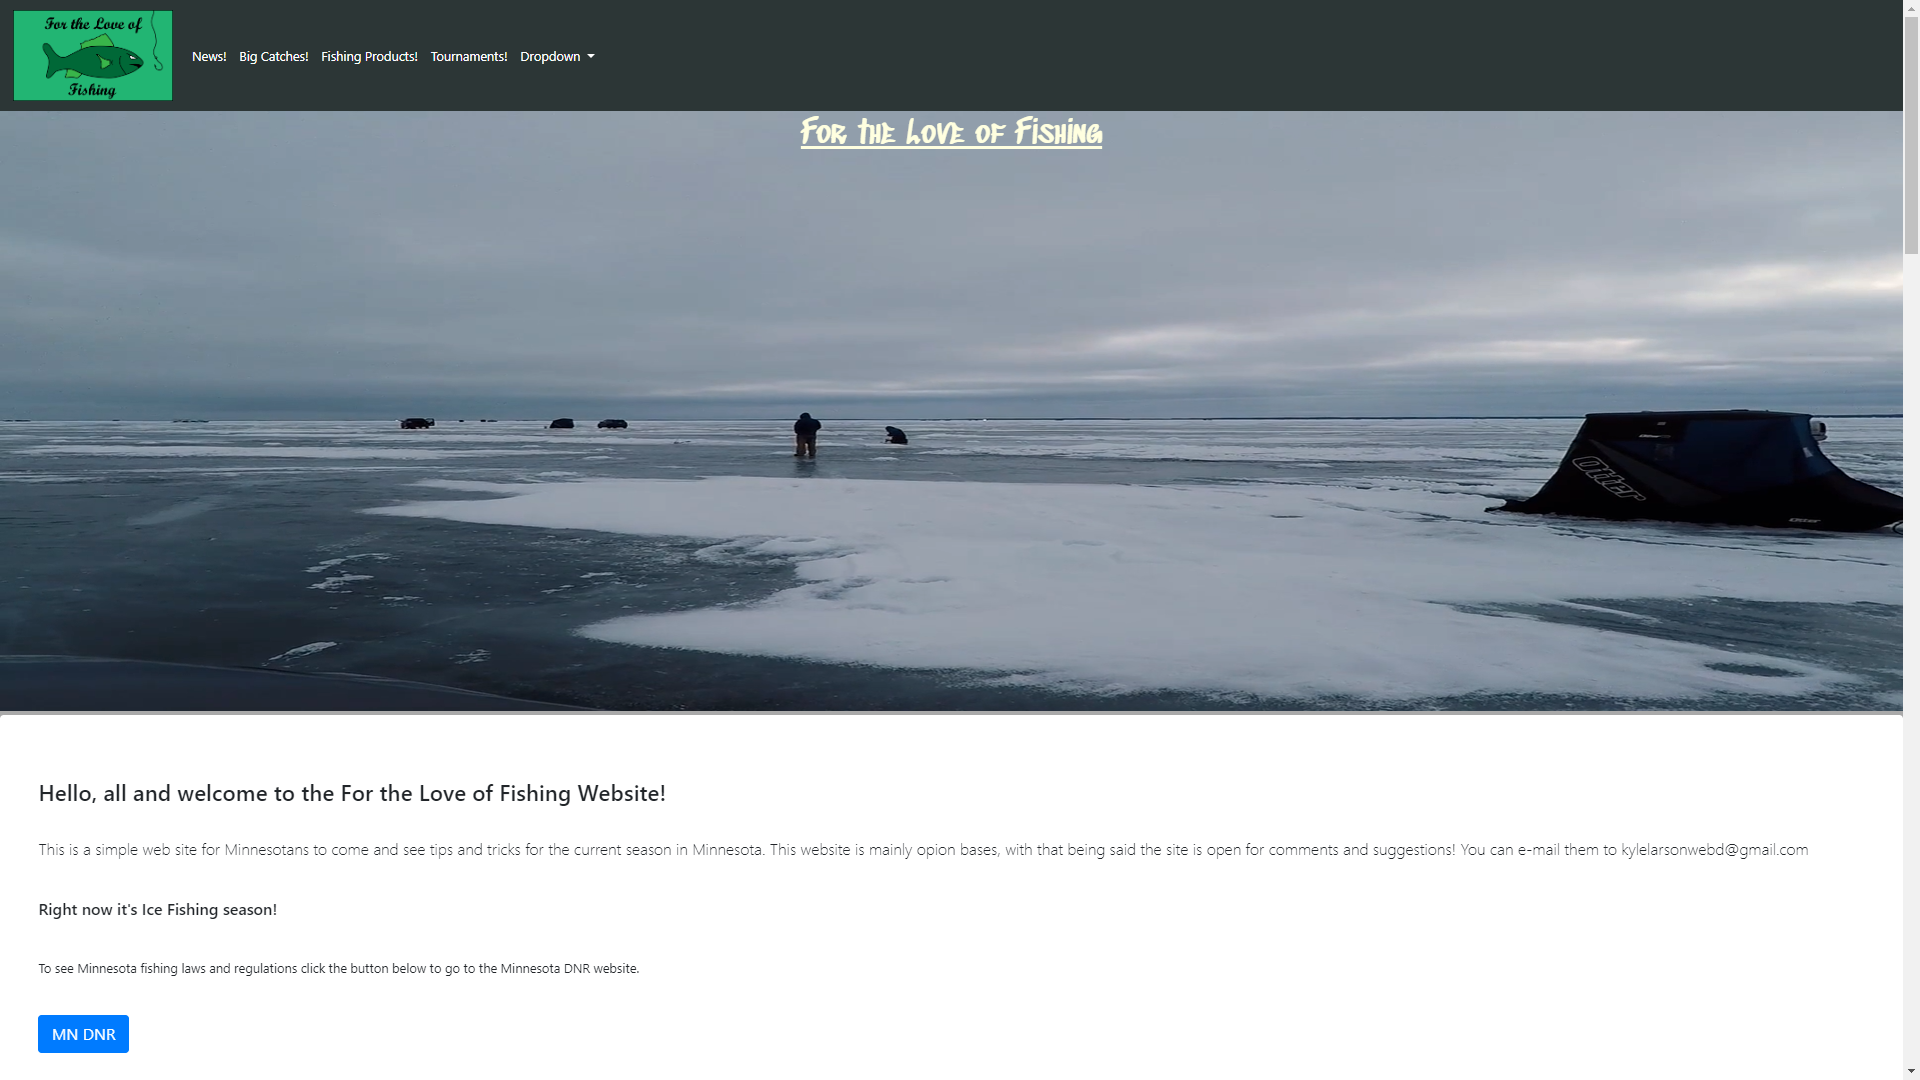 For the Love of
Fishing
News! Big Catches! Fishing Products! Tournaments! Dropdown
For the Love of Fishing
Otter
Otter
Hello, all and welcome to the For the Love of Fishing Website!
This is a simple web site for Minnesotans to come and see tips and tricks for the current season in Minnesota. This website is mainly opion bases, with that being said the site is open for comments and suggestions! You can e-mail them to kylelarsonwebd@gmail.com
Right now it's Ice Fishing season!
To see Minnesota fishing laws and regulations click the button below to go to the Minnesota DNR website.
MN DNR